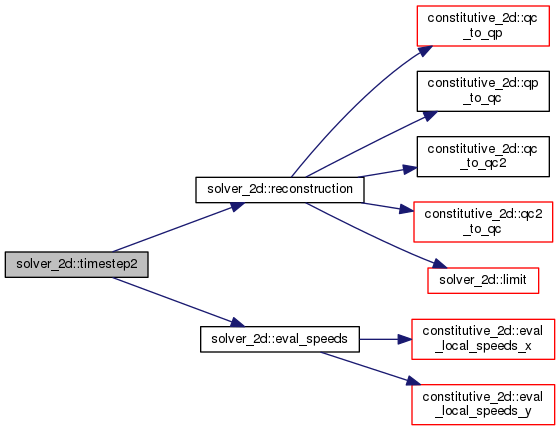 constitutive_2d::qc
_to_qp
constitutive_2d::qp
_to_qc
constitutive_2d::qc
_to_qc2
solver_2d::reconstruction
constitutive_2d::qc2
_to_qc
solver_2d::timestep2
solver_2d::limit
solver_2d::eval_speeds
constitutive_2d::eval
_local_speeds_x
constitutive_2d::eval
_local_speeds_y